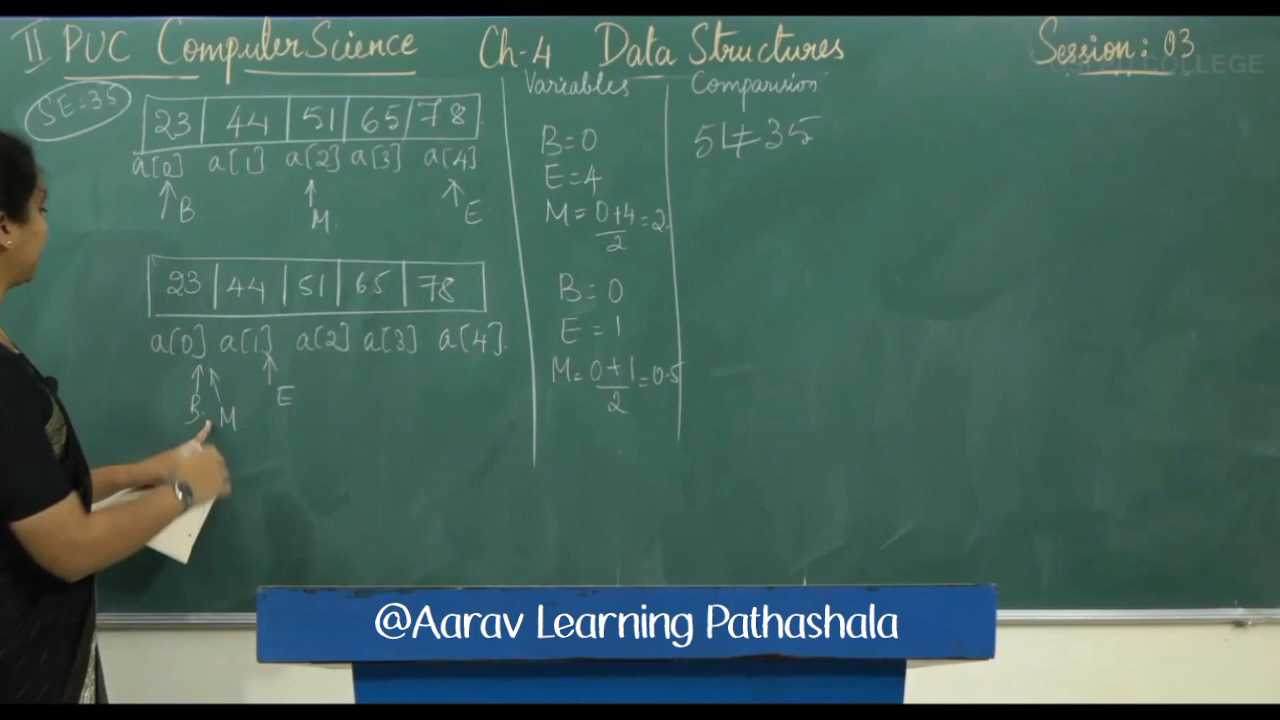 II PUC Computer Science Ch-4 Data Structures Session: 03
COLLEGE
SE=35
23 44 51 65 78
a[0] a[1] a[2] a[3] a[4]
B M. E
23 44 51 65 78
a[0] a[1] a[2] a[3] a[4].
B. M. E
Variables
B=0
E=4
M= 0+4/2 =2.
B= 0
E = 1
M= 0+1/2 =0.5
Comparision
51≠35
@Aarav Learning Pathashala